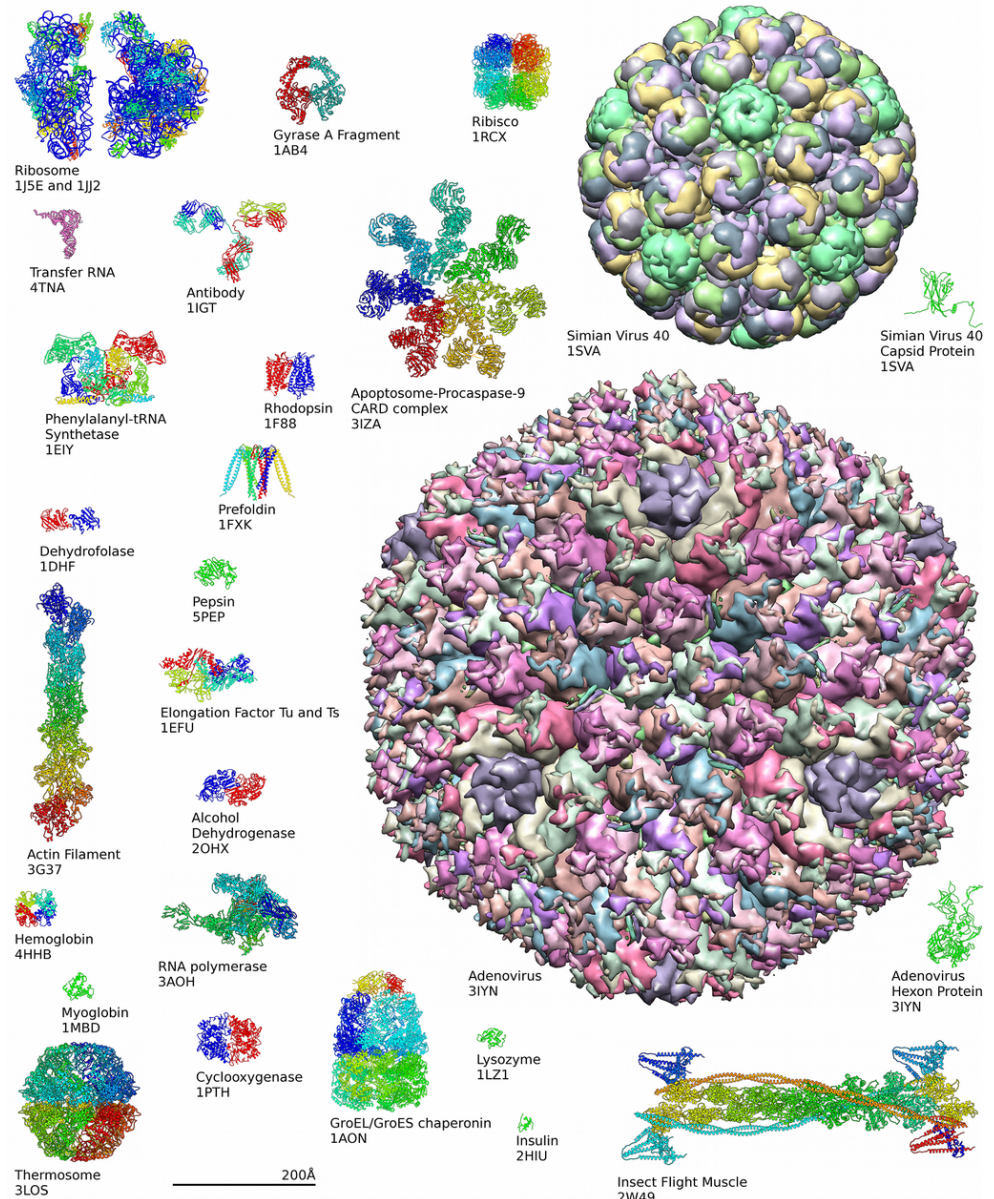 Ribosome
1J5E and 1JJ2
Gyrase A Fragment
1AB4
Ribisco
1RCX
Transfer RNA
4TNA
Antibody
1IGT
Apoptosome-Procaspase-9
CARD complex
3IZA
Simian Virus 40
1SVA
Simian Virus 40
Capsid Protein
1SVA
Phenylalanyl-tRNA
Synthetase
1EIY
Rhodopsin
1F88
Prefoldin
1FXK
Dehydrofolase
1DHF
Pepsin
5PEP
Elongation Factor Tu and Ts
1EFU
Alcohol
Dehydrogenase
2OHX
Actin Filament
3G37
Hemoglobin
4HHB
RNA polymerase
3AOH
Adenovirus
3IYN
Adenovirus
Hexon Protein
3IYN
Myoglobin
1MBD
Cyclooxygenase
1PTH
GroEL/GroES chaperonin
1AON
Lysozyme
1LZ1
Insulin
2HIU
Thermosome
3LOS
200Å
Insect Flight Muscle
2W49